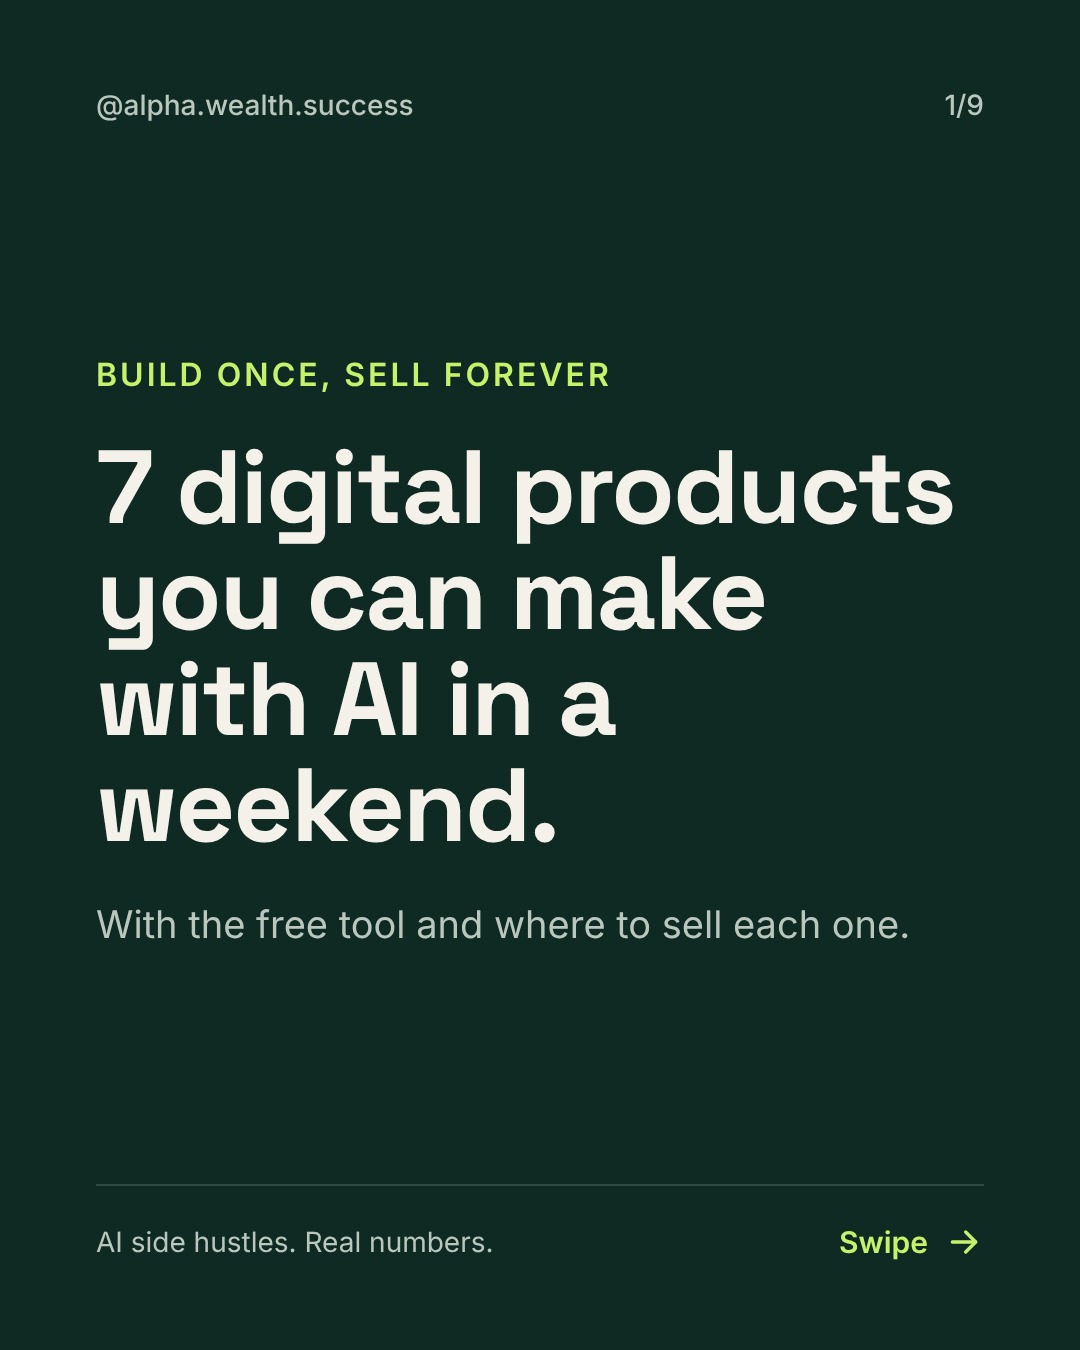 @alpha.wealth.success
1/9
BUILD ONCE, SELL FOREVER
7 digital products
you can make
with AI in a
weekend.
With the free tool and where to sell each one.
AI side hustles. Real numbers.
Swipe →